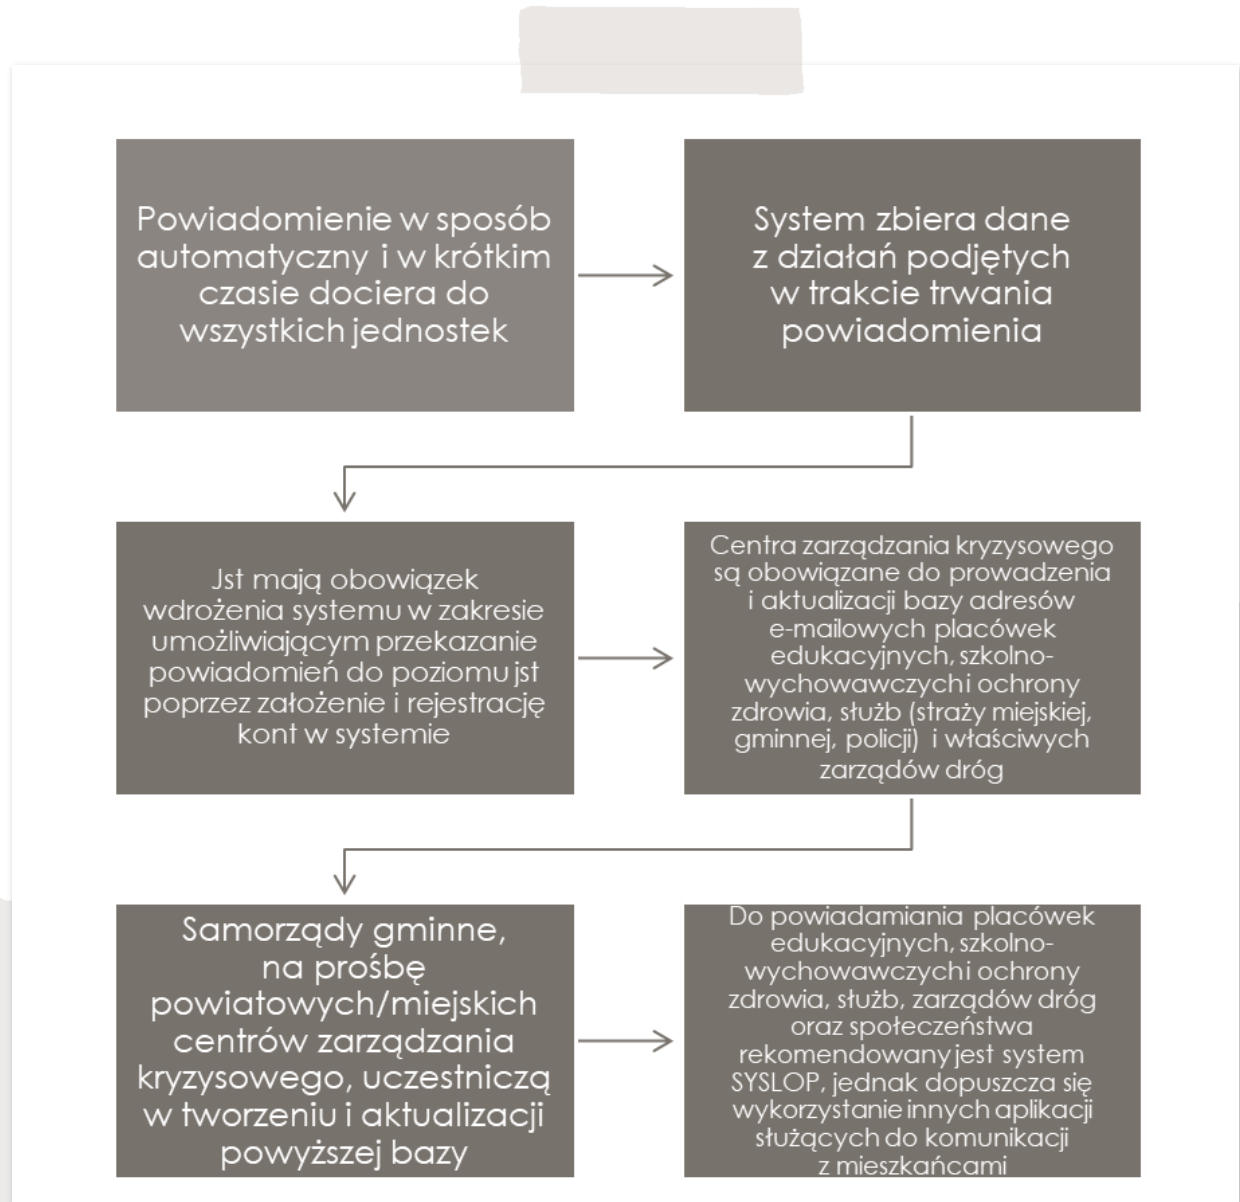 Powiadomienie w sposób
automatyczny i w krótkim
czasie dociera do
wszystkich jednostek
System zbiera dane
z działań podjętych
w trakcie trwania
powiadomienia
Jst mają obowiązek
wdrożenia systemu w zakresie
umożliwiającym przekazanie
powiadomień do poziomu jst
poprzez założenie i rejestrację
kont w systemie
Centra zarządzania kryzysowego
są obowiązane do prowadzenia
i aktualizacji bazy adresów
e-mailowych placówek
edukacyjnych, szkolno-
wychowawczych i ochrony
zdrowia, służb (straży miejskiej,
gminnej, policji) i właściwych
zarządów dróg
Samorządy gminne,
na prośbę
powiatowych/miejskich
centrów zarządzania
kryzysowego, uczestniczą
w tworzeniu i aktualizacji
powyższej bazy
Do powiadamiania placówek
edukacyjnych, szkolno-
wychowawczych i ochrony
zdrowia, służb, zarządów dróg
oraz społeczeństwa
rekomendowany jest system
SYSLOP, jednak dopuszcza się
wykorzystanie innych aplikacji
służących do komunikacji
z mieszkańcami